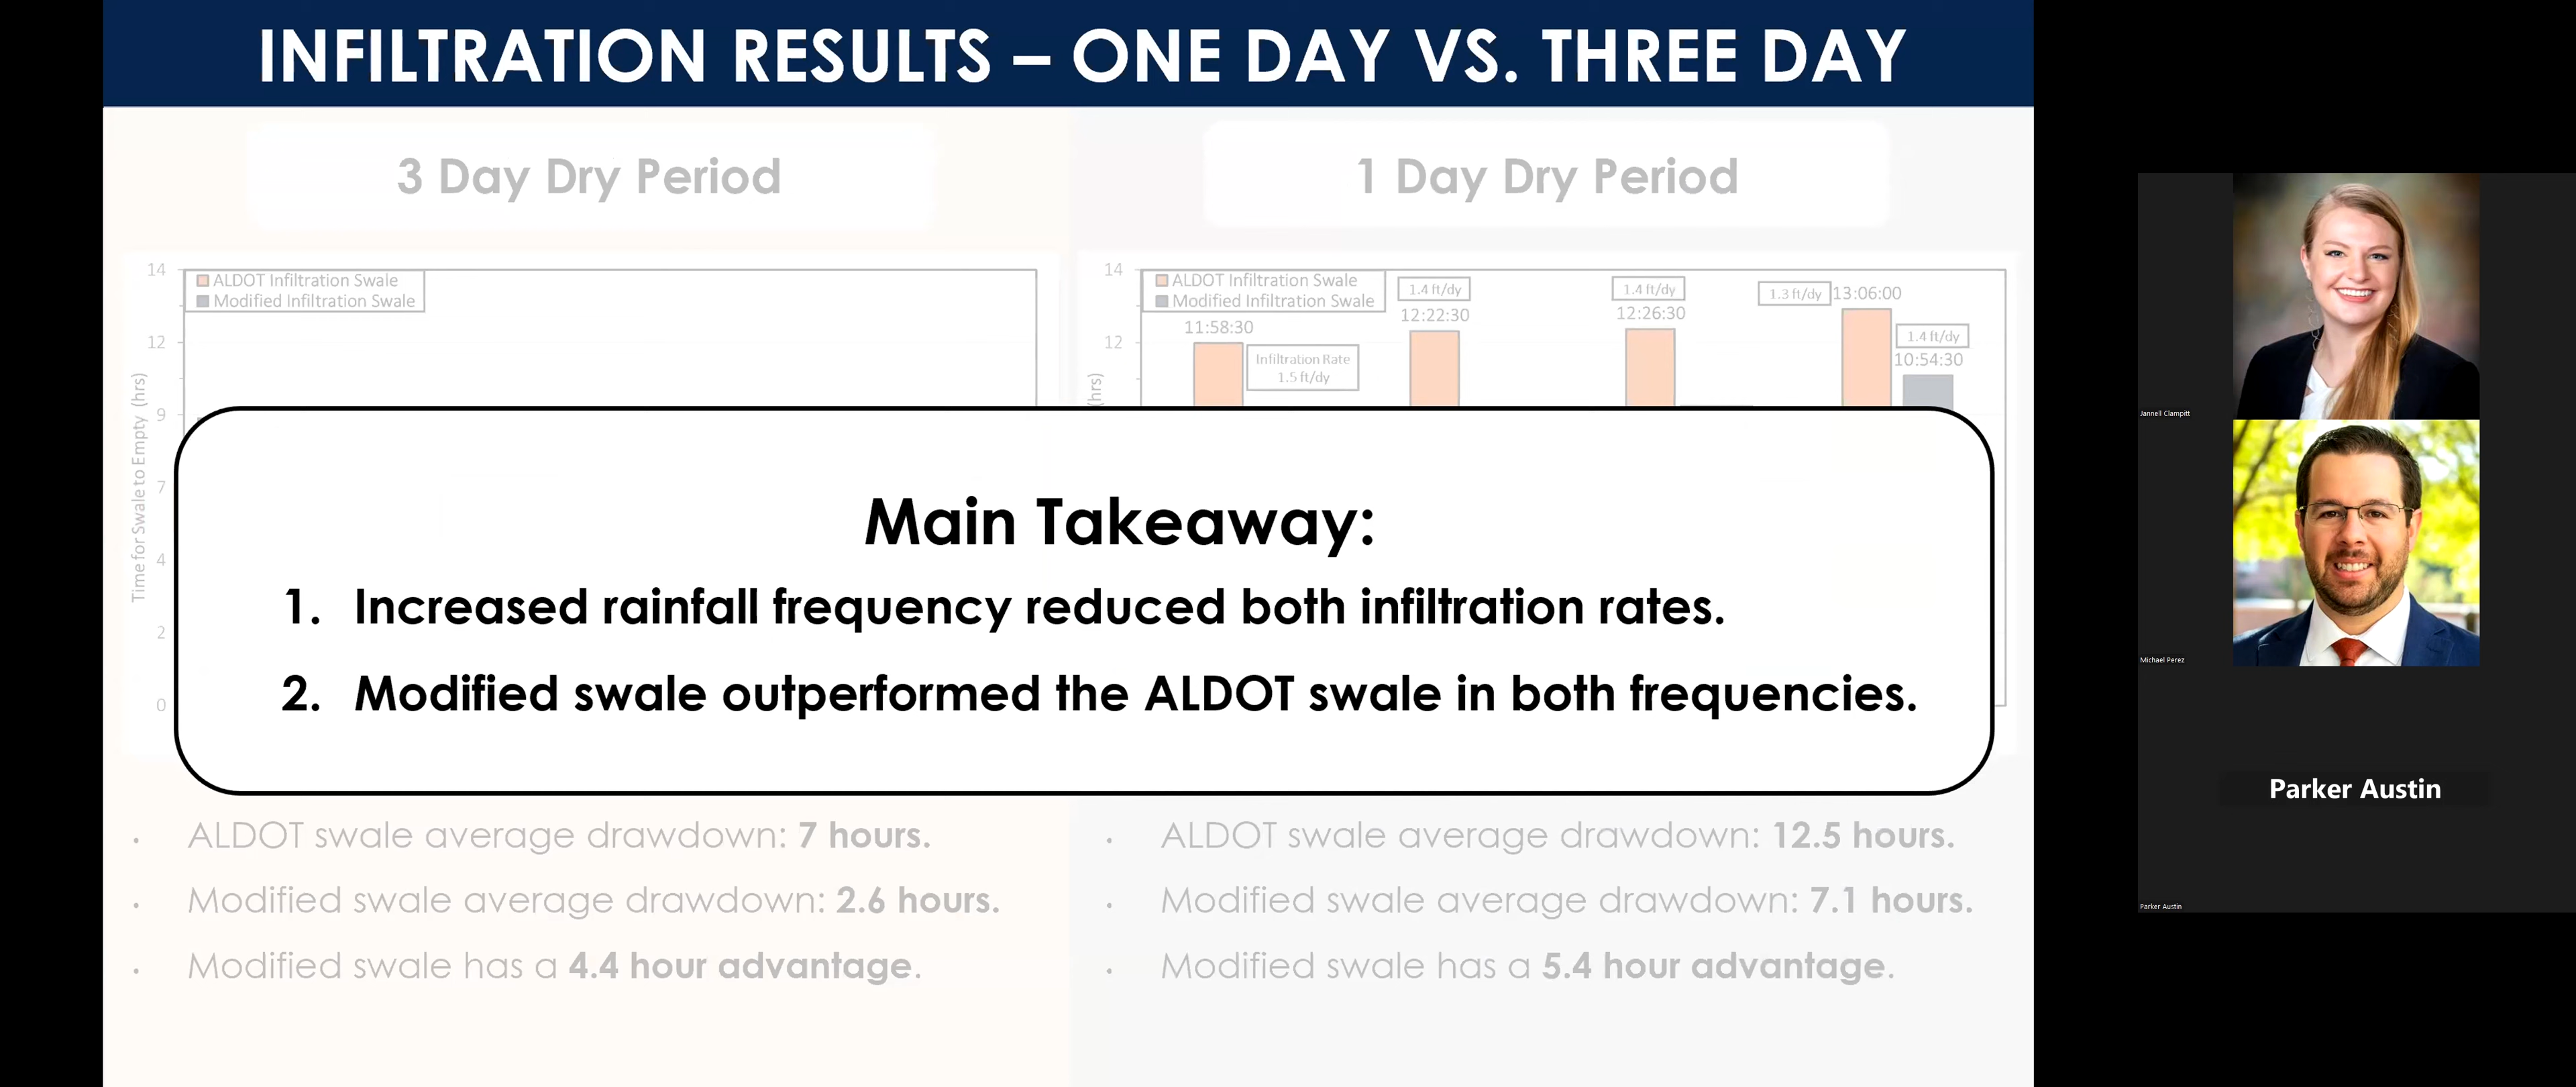 INFILTRATION RESULTS – ONE DAY VS. THREE DAY
3 Day Dry Period
1 Day Dry Period
14
ALDOT Infiltration Swale
Modified Infiltration Swale
12
9
7
4
2
0
Time for Swale to Empty (hrs)
14
ALDOT Infiltration Swale
Modified Infiltration Swale
12
(hrs)
11:58:30
Infiltration Rate
1.5 ft/dy
1.4 ft/dy
12:22:30
1.4 ft/dy
12:26:30
1.3 ft/dy
13:06:00
1.4 ft/dy
10:54:30
Main Takeaway:
1. Increased rainfall frequency reduced both infiltration rates.
2. Modified swale outperformed the ALDOT swale in both frequencies.
• ALDOT swale average drawdown: 7 hours.
• Modified swale average drawdown: 2.6 hours.
• Modified swale has a 4.4 hour advantage.
• ALDOT swale average drawdown: 12.5 hours.
• Modified swale average drawdown: 7.1 hours.
• Modified swale has a 5.4 hour advantage.
Jannell Clampitt
Michael Perez
Parker Austin
Parker Austin